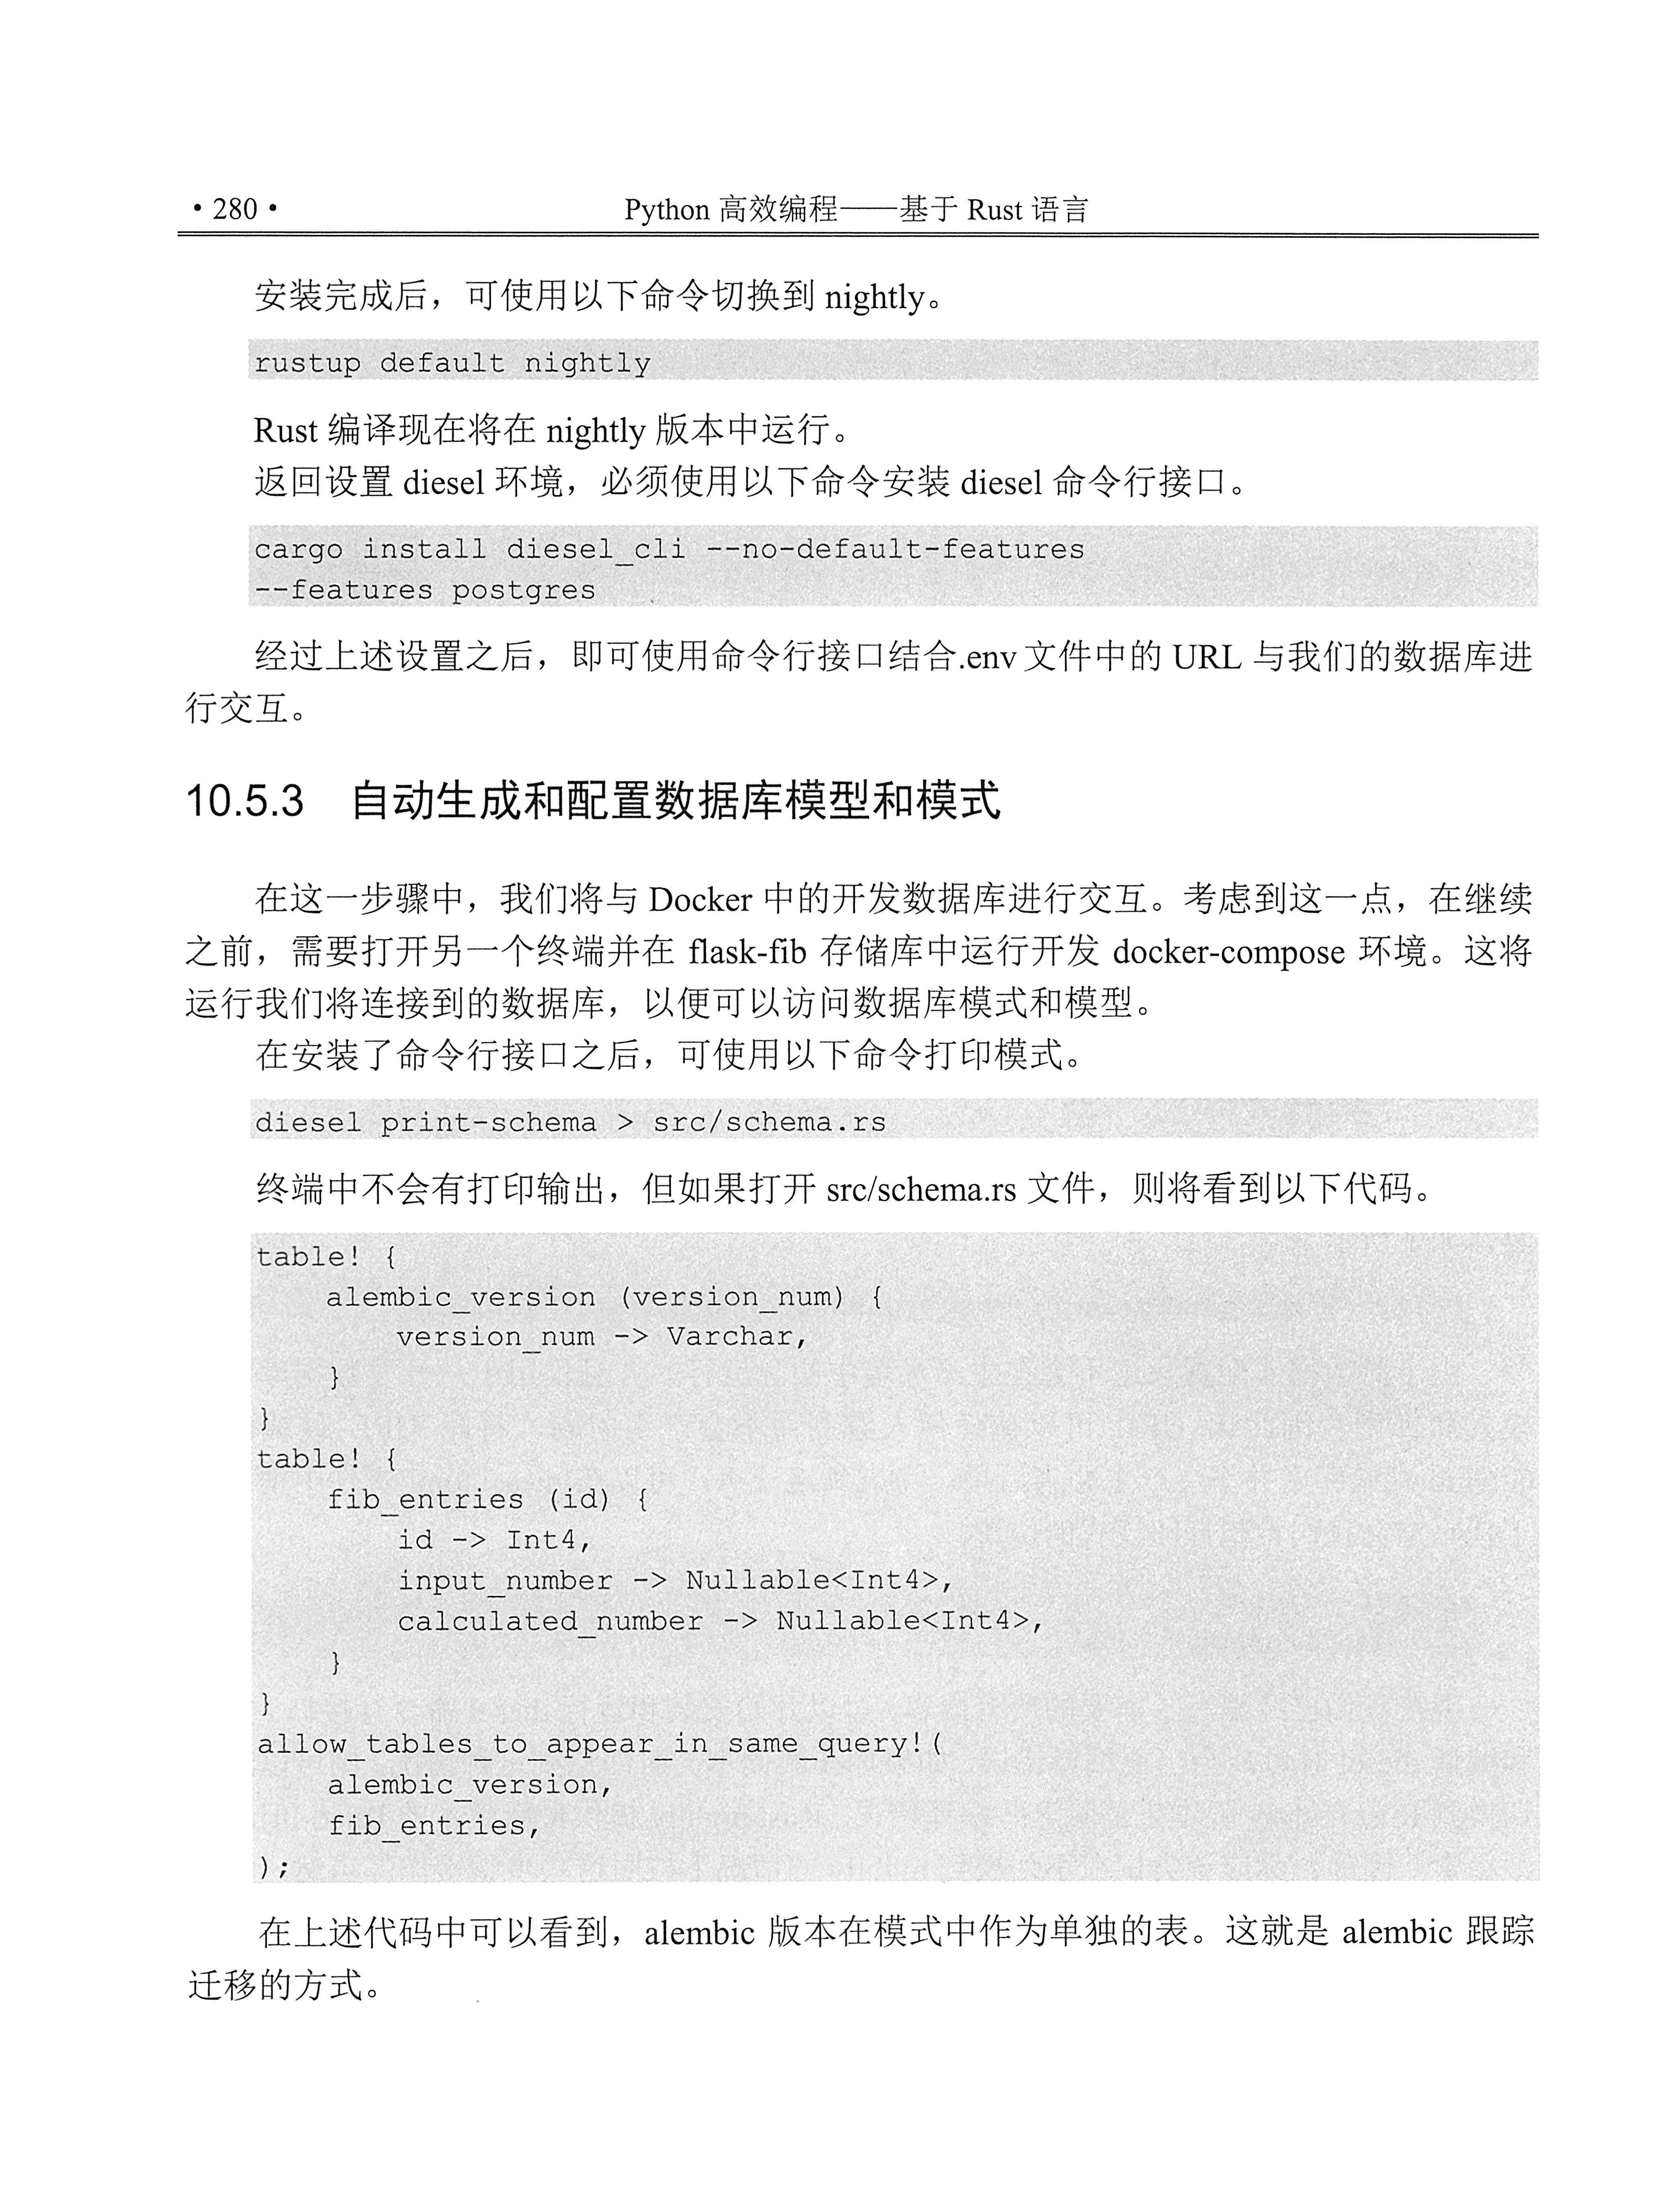 • 280 •
Python 高效编程——基于 Rust 语言
安装完成后，可使用以下命令切换到 nightly。
rustup default nightly
Rust 编译现在将在 nightly 版本中运行。
返回设置 diesel 环境，必须使用以下命令安装 diesel 命令行接口。
cargo install diesel_cli --no-default-features
--features postgres
经过上述设置之后，即可使用命令行接口结合.env 文件中的 URL 与我们的数据库进
行交互。
10.5.3 自动生成和配置数据库模型和模式
在这一步骤中，我们将与 Docker 中的开发数据库进行交互。考虑到这一点，在继续
之前，需要打开另一个终端并在 flask-fib 存储库中运行开发 docker-compose 环境。这将
运行我们将连接到的数据库，以便可以访问数据库模式和模型。
在安装了命令行接口之后，可使用以下命令打印模式。
diesel print-schema > src/schema.rs
终端中不会有打印输出，但如果打开 src/schema.rs 文件，则将看到以下代码。
table! {
    alembic_version (version_num) {
        version_num -> Varchar,
    }
}
table! {
    fib_entries (id) {
        id -> Int4,
        input_number -> Nullable<Int4>,
        calculated_number -> Nullable<Int4>,
    }
}
allow_tables_to_appear_in_same_query!(
    alembic_version,
    fib_entries,
);
在上述代码中可以看到，alembic 版本在模式中作为单独的表。这就是 alembic 跟踪
迁移的方式。